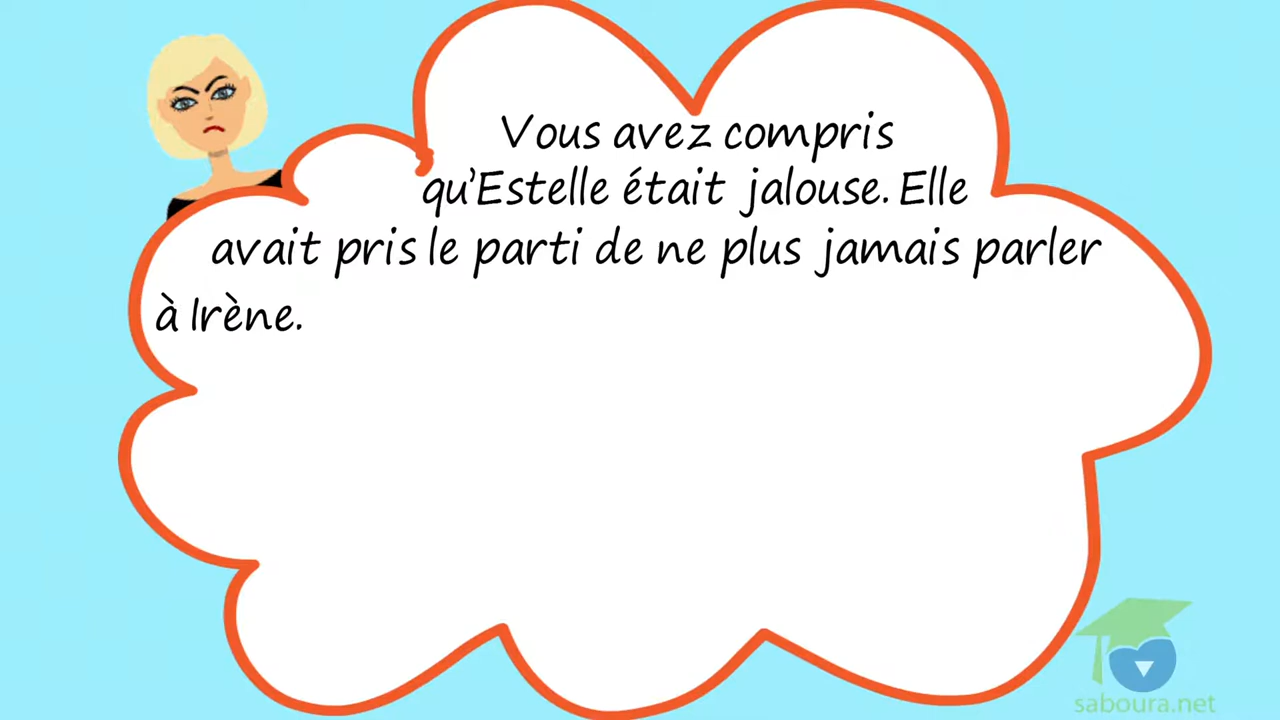 Vous avez compris
qu'Estelle était jalouse. Elle
avait pris le parti de ne plus jamais parler
à Irène.
saboura.net